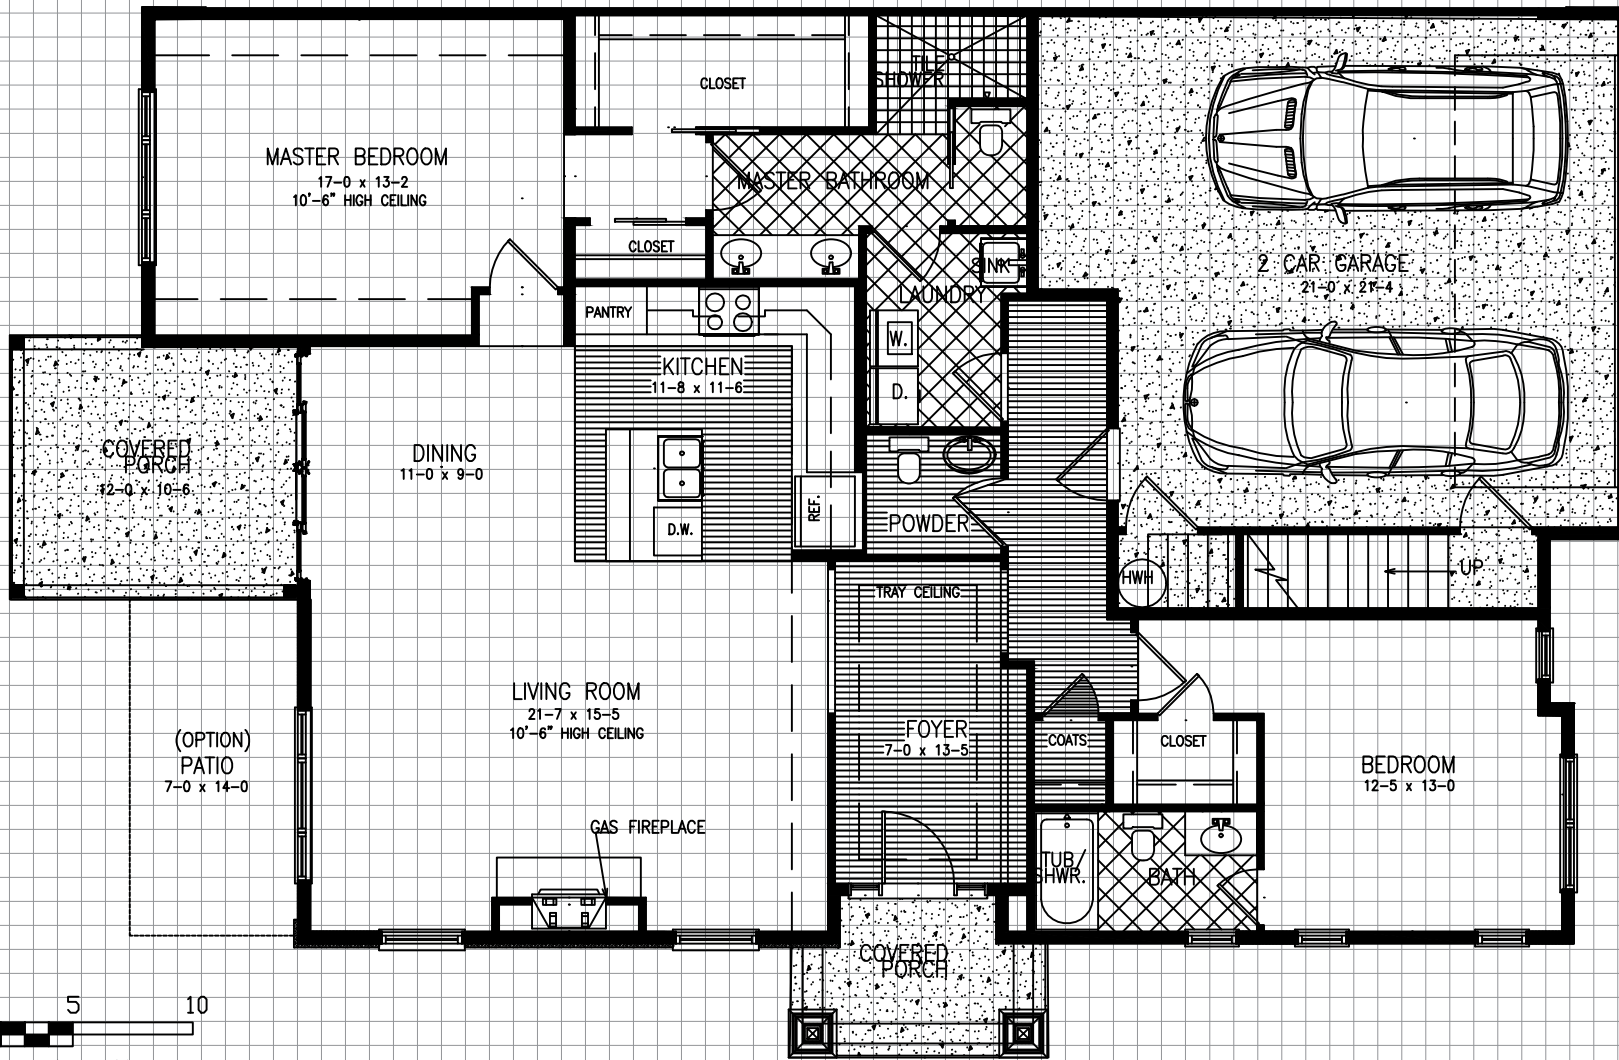 CLOSET
TILE
SHOWER
MASTER BEDROOM
17-0 x 13-2
10'-6" HIGH CEILING
MASTER BATHROOM
CLOSET
SINK
LAUNDRY
2 CAR GARAGE
21-0 x 21-4
PANTRY
W.
KITCHEN
11-8 x 11-6
D.
COVERED
PORCH
12-0 x 10-6
DINING
11-0 x 9-0
REF.
D.W.
POWDER
HWH
UP
TRAY CEILING
LIVING ROOM
21-7 x 15-5
10'-6" HIGH CEILING
FOYER
7-0 x 13-5
COATS
CLOSET
(OPTION)
PATIO
7-0 x 14-0
BEDROOM
12-5 x 13-0
GAS FIREPLACE
TUB/
SHWR.
BATH
COVERED
PORCH
5 10